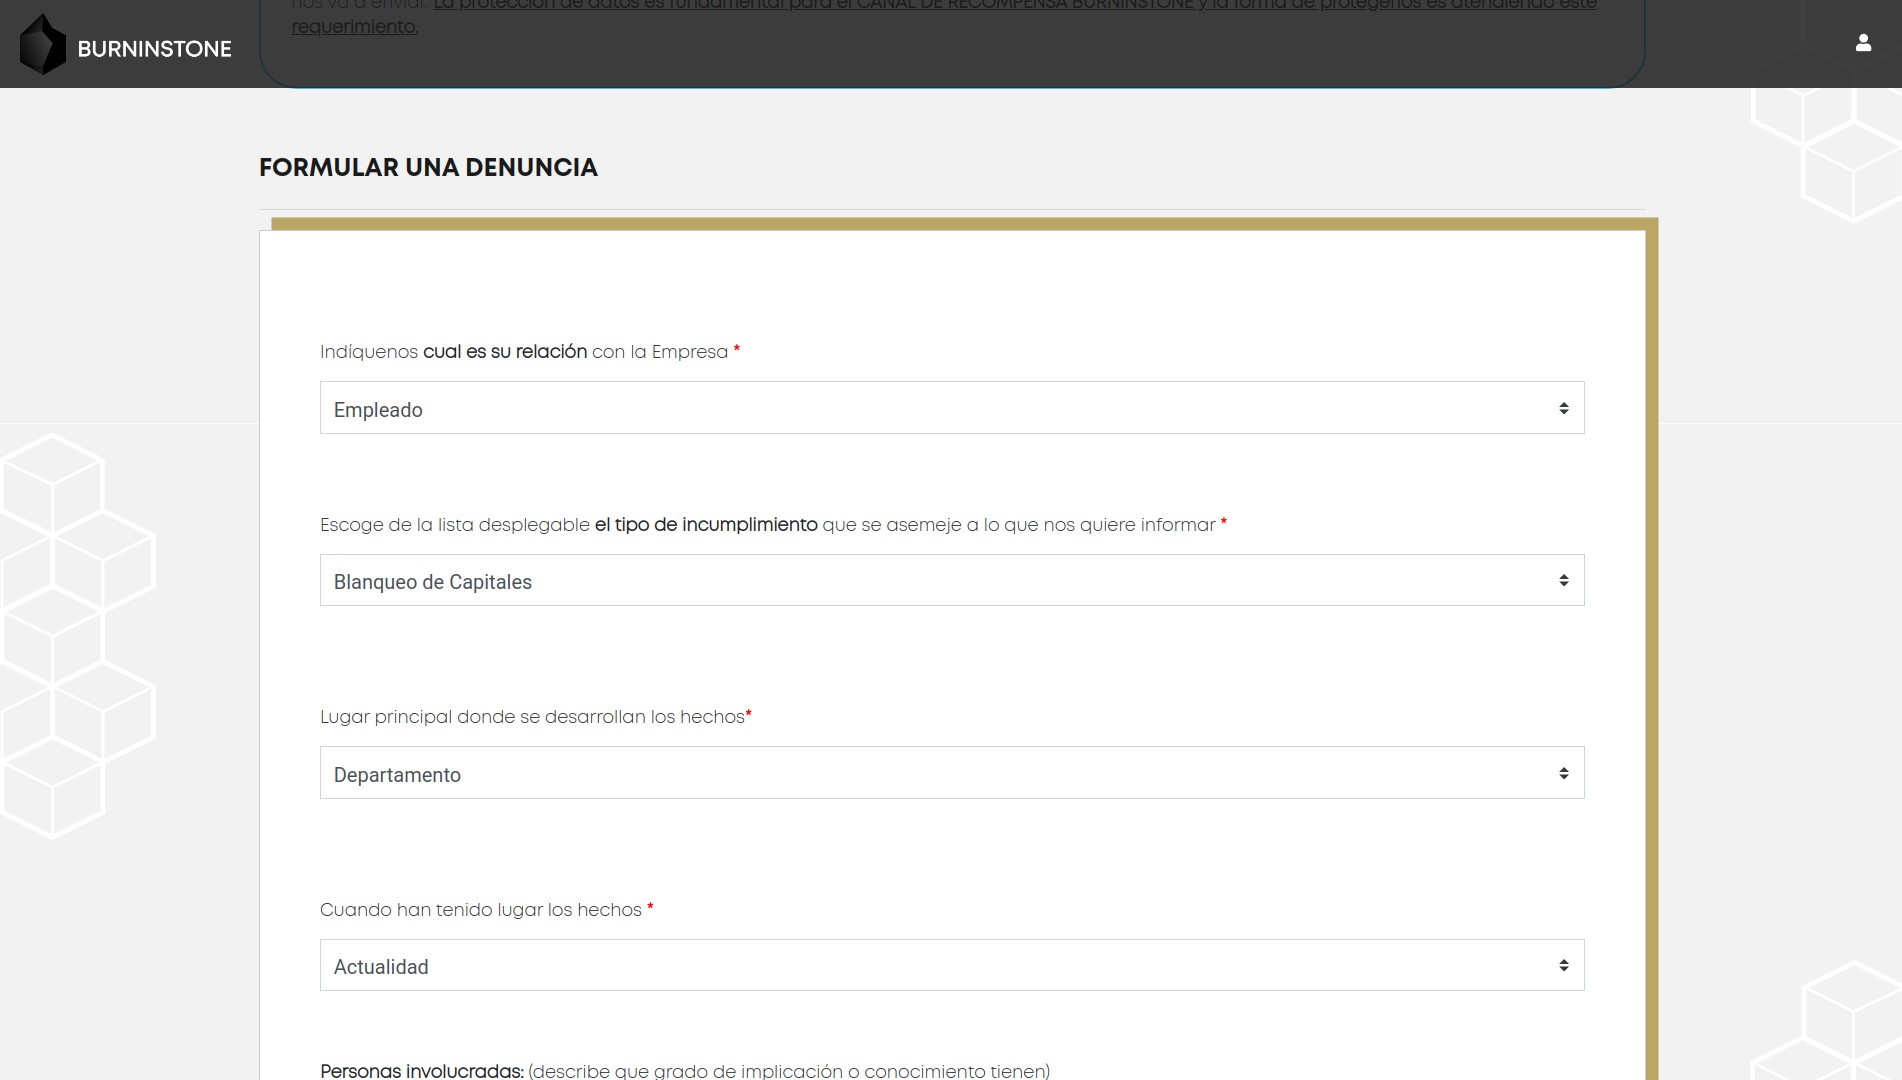 nos va a enviar. La protección de datos es fundamental para el CANAL DE RECOMPENSA BURNINSTONE y la forma de protegerlos es atendiendo este
requerimiento.
BURNINSTONE
FORMULAR UNA DENUNCIA
Indíquenos cual es su relación con la Empresa *
Empleado
Escoge de la lista desplegable el tipo de incumplimiento que se asemeje a lo que nos quiere informar *
Blanqueo de Capitales
Lugar principal donde se desarrollan los hechos*
Departamento
Cuando han tenido lugar los hechos *
Actualidad
Personas involucradas: (describe que grado de implicación o conocimiento tienen)